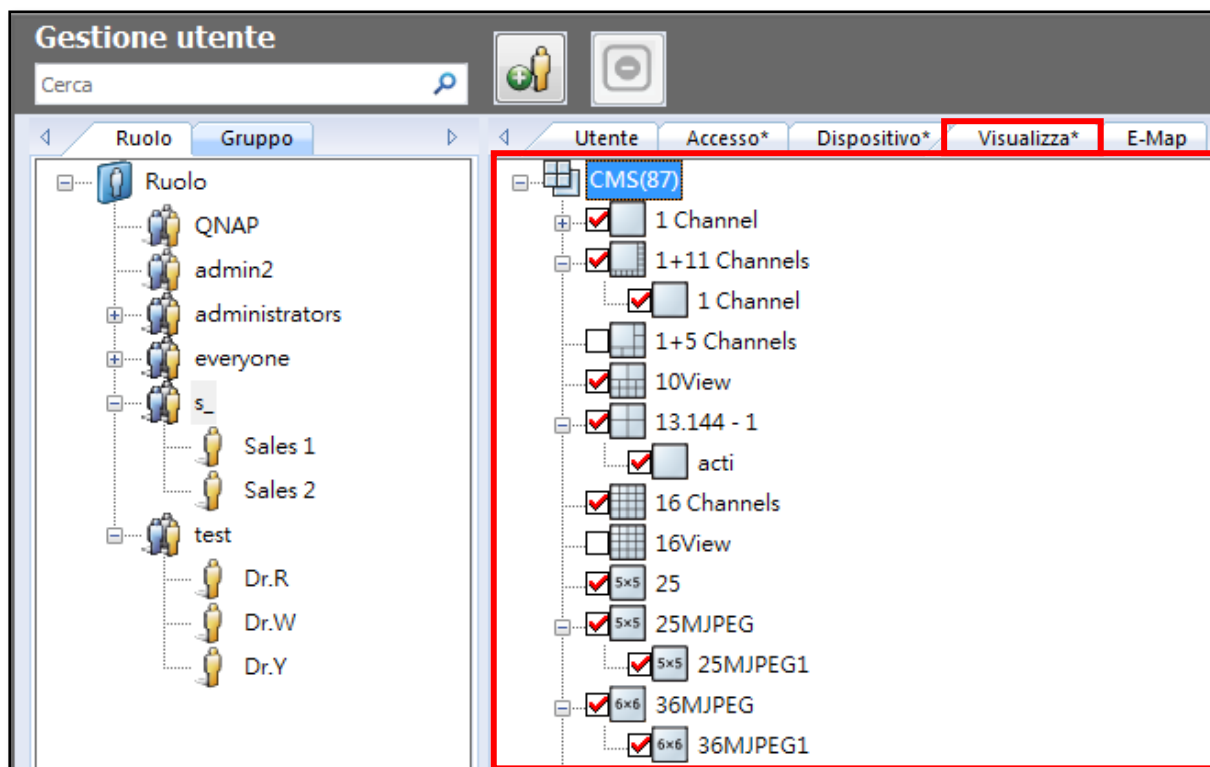 Gestione utente
Cerca
Ruolo
Gruppo
Ruolo
QNAP
admin2
administrators
everyone
s_
Sales 1
Sales 2
test
Dr.R
Dr.W
Dr.Y
Utente
Accesso*
Dispositivo*
Visualizza*
E-Map
CMS(87)
1 Channel
1+11 Channels
1 Channel
1+5 Channels
10View
13.144 - 1
acti
16 Channels
16View
5×5 25
5×5 25MJPEG
5×5 25MJPEG1
6×6 36MJPEG
6×6 36MJPEG1